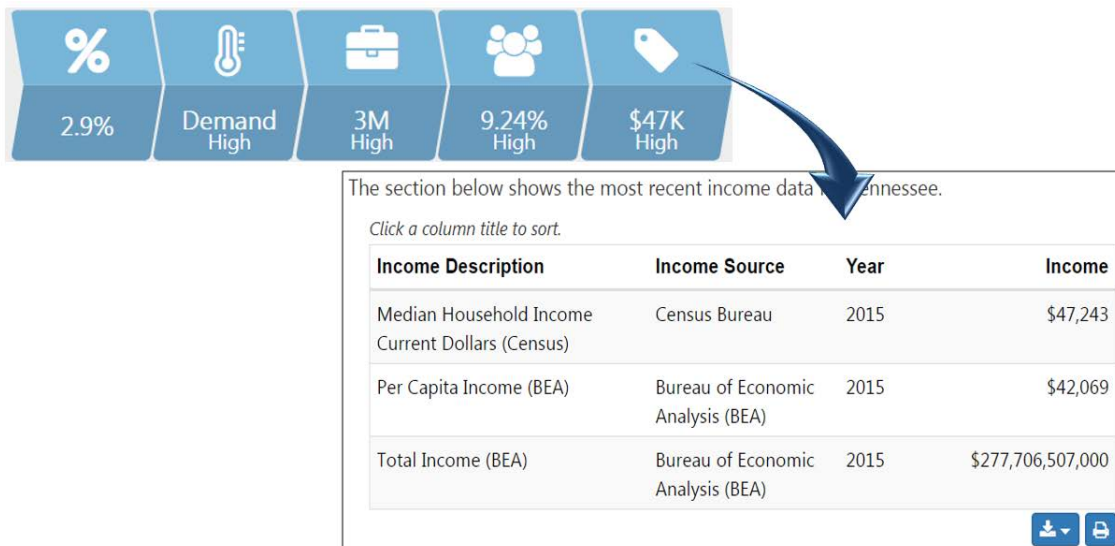 2.9%
Demand
High
3M
High
9.24%
High
$47K
High
The section below shows the most recent income data ennessee.
Click a column title to sort.
Income Description Income Source Year Income
Median Household Income Census Bureau 2015 $47,243
Current Dollars (Census)
Per Capita Income (BEA) Bureau of Economic 2015 $42,069
Analysis (BEA)
Total Income (BEA) Bureau of Economic 2015 $277,706,507,000
Analysis (BEA)